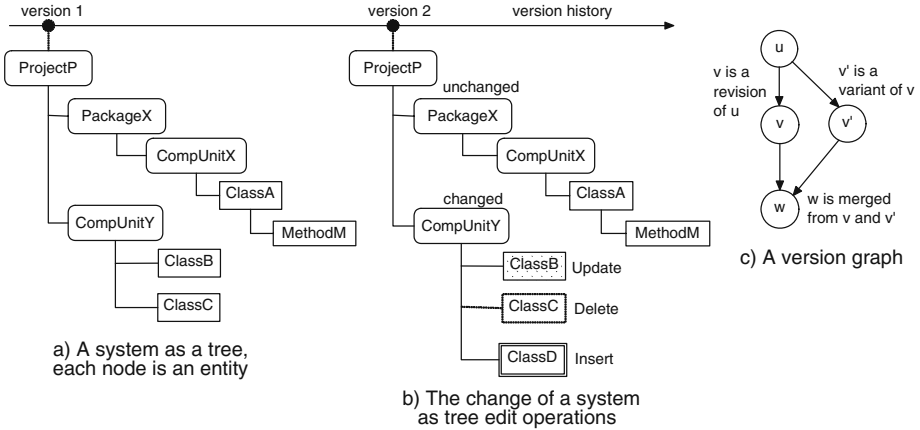 version 1
version 2
version history
ProjectP
PackageX
CompUnitX
ClassA
MethodM
CompUnitY
ClassB
ClassC
a) A system as a tree,
each node is an entity
ProjectP
unchanged
PackageX
CompUnitX
ClassA
MethodM
changed
CompUnitY
ClassB Update
ClassC Delete
ClassD Insert
b) The change of a system
as tree edit operations
u
v is a
revision
of u
v' is a
variant of v
v
v'
w
w is merged
from v and v'
c) A version graph